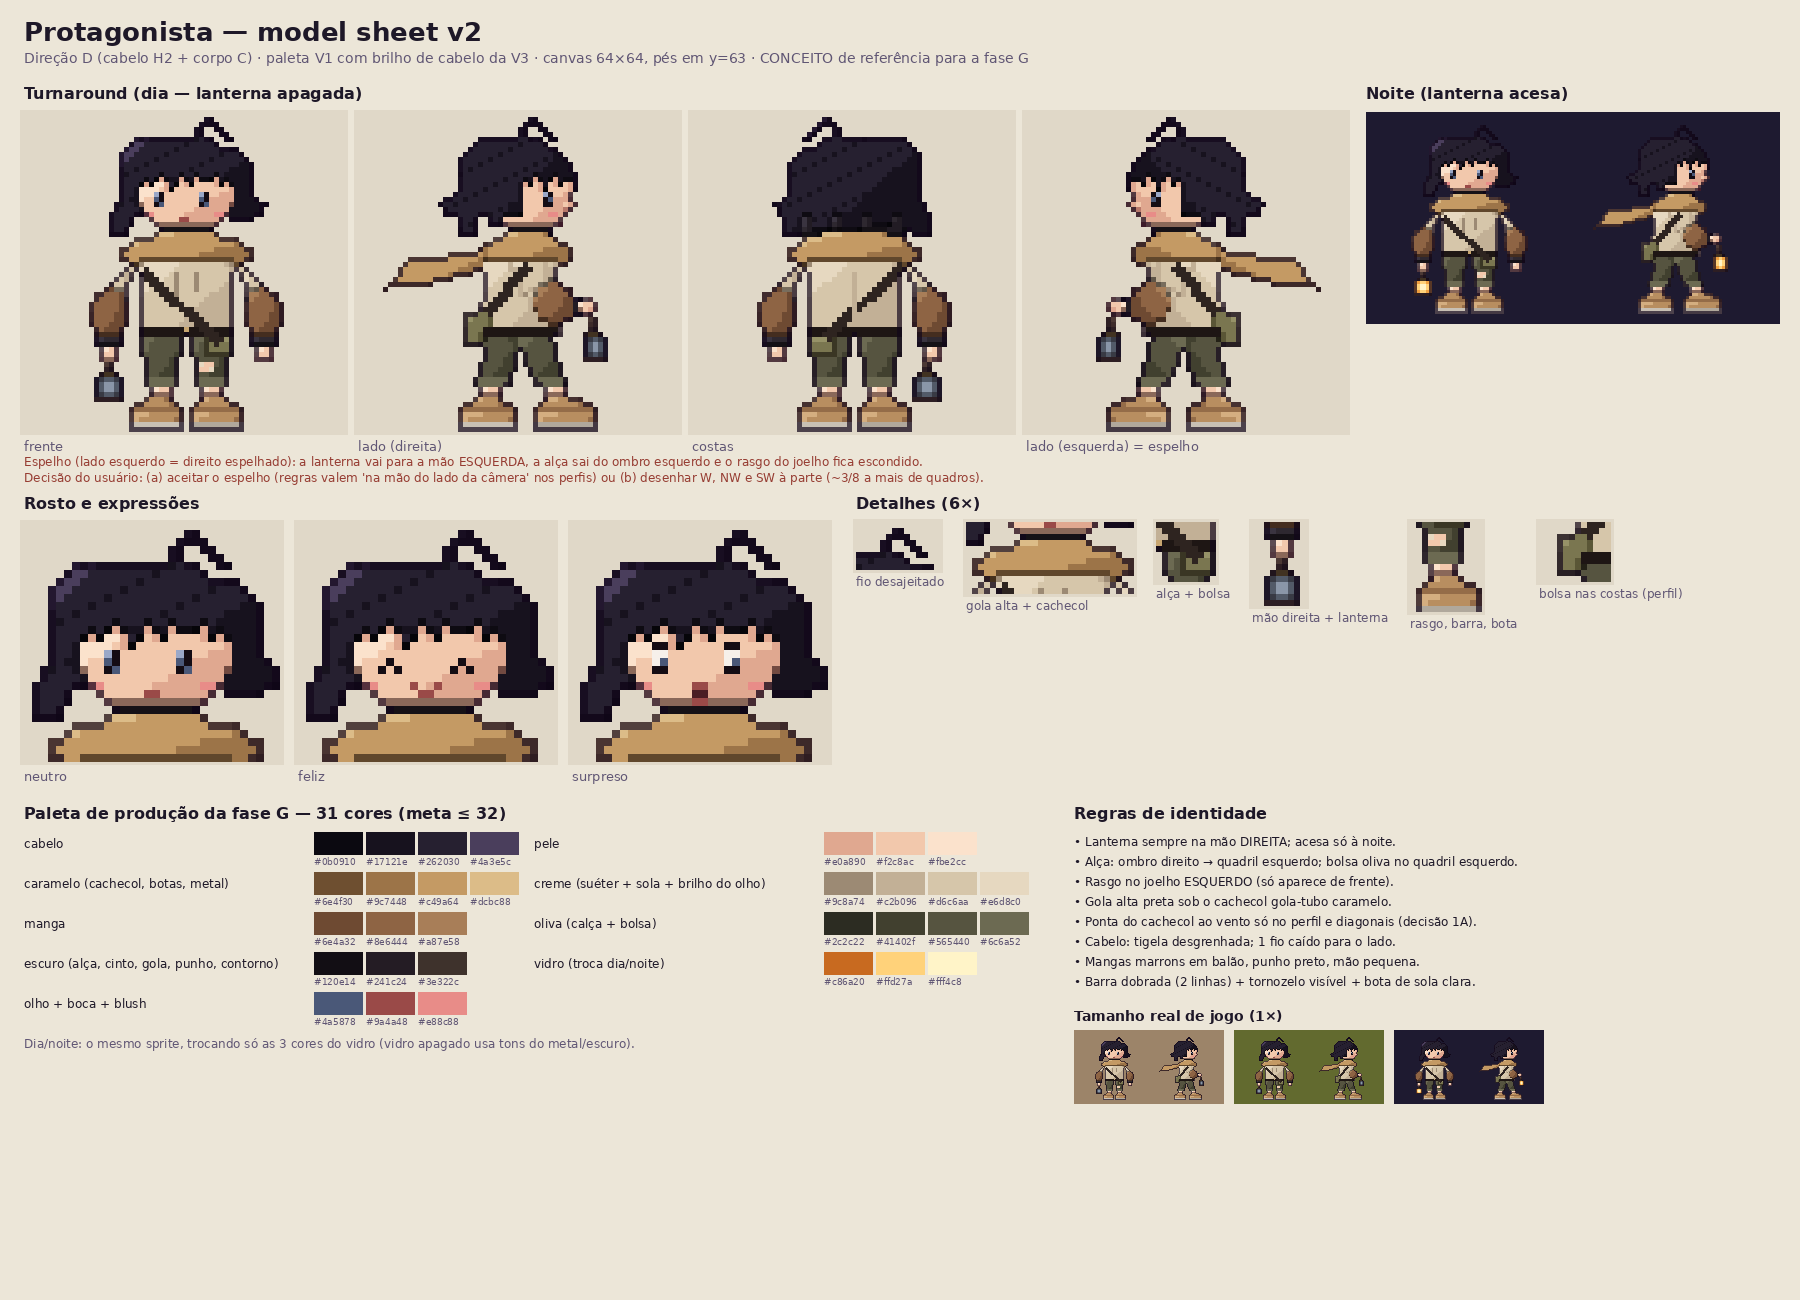 Protagonista — model sheet v2
Direção D (cabelo H2 + corpo C) · paleta V1 com brilho de cabelo da V3 · canvas 64×64, pés em y=63 · CONCEITO de referência para a fase G
Turnaround (dia — lanterna apagada)
Noite (lanterna acesa)
frente
lado (direita)
costas
lado (esquerda) = espelho
Espelho (lado esquerdo = direito espelhado): a lanterna vai para a mão ESQUERDA, a alça sai do ombro esquerdo e o rasgo do joelho fica escondido.
Decisão do usuário: (a) aceitar o espelho (regras valem 'na mão do lado da câmera' nos perfis) ou (b) desenhar W, NW e SW à parte (~3/8 a mais de quadros).
Rosto e expressões
neutro
feliz
surpreso
Detalhes (6×)
fio desajeitado
gola alta + cachecol
alça + bolsa
mão direita + lanterna
rasgo, barra, bota
bolsa nas costas (perfil)
Paleta de produção da fase G — 31 cores (meta ≤ 32)
cabelo
#0b0910 #17121e #262030 #4a3e5c
pele
#e0a890 #f2c8ac #fbe2cc
caramelo (cachecol, botas, metal)
#6e4f30 #9c7448 #c49a64 #dcbc88
creme (suéter + sola + brilho do olho)
#9c8a74 #c2b096 #d6c6aa #e6d8c0
manga
#6e4a32 #8e6444 #a87e58
oliva (calça + bolsa)
#2c2c22 #41402f #565440 #6c6a52
escuro (alça, cinto, gola, punho, contorno)
#120e14 #241c24 #3e322c
vidro (troca dia/noite)
#c86a20 #ffd27a #fff4c8
olho + boca + blush
#4a5878 #9a4a48 #e88c88
Dia/noite: o mesmo sprite, trocando só as 3 cores do vidro (vidro apagado usa tons do metal/escuro).
Regras de identidade
• Lanterna sempre na mão DIREITA; acesa só à noite.
• Alça: ombro direito → quadril esquerdo; bolsa oliva no quadril esquerdo.
• Rasgo no joelho ESQUERDO (só aparece de frente).
• Gola alta preta sob o cachecol gola-tubo caramelo.
• Ponta do cachecol ao vento só no perfil e diagonais (decisão 1A).
• Cabelo: tigela desgrenhada; 1 fio caído para o lado.
• Mangas marrons em balão, punho preto, mão pequena.
• Barra dobrada (2 linhas) + tornozelo visível + bota de sola clara.
Tamanho real de jogo (1×)